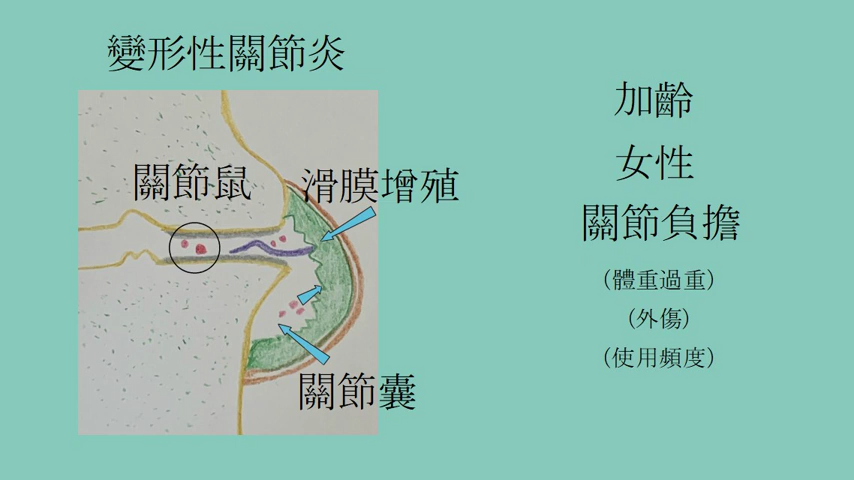 變形性關節炎
關節鼠
滑膜增殖
關節囊
加齡
女性
關節負擔
（體重過重）
（外傷）
（使用頻度）